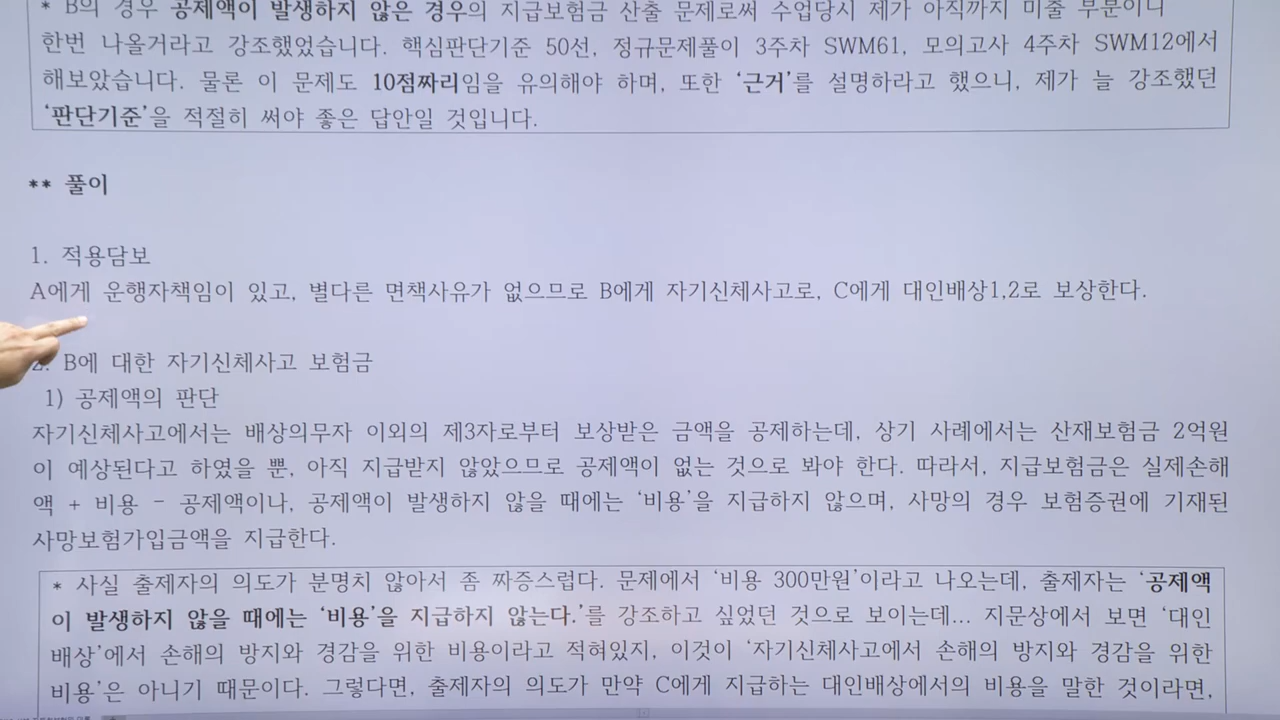 * B의 경우 공제액이 발생하지 않은 경우의 지급보험금 산출 문제로써 수업당시 제가 아직까지 미출 부분이니
한번 나올거라고 강조했었습니다. 핵심판단기준 50선, 정규문제풀이 3주차 SWM61, 모의고사 4주차 SWM12에서
해보았습니다. 물론 이 문제도 10점짜리임을 유의해야 하며, 또한 '근거'를 설명하라고 했으니, 제가 늘 강조했던
'판단기준'을 적절히 써야 좋은 답안일 것입니다.
** 풀이
1. 적용담보
A에게 운행자책임이 있고, 별다른 면책사유가 없으므로 B에게 자기신체사고로, C에게 대인배상1,2로 보상한다.
2. B에 대한 자기신체사고 보험금
1) 공제액의 판단
자기신체사고에서는 배상의무자 이외의 제3자로부터 보상받은 금액을 공제하는데, 상기 사례에서는 산재보험금 2억원
이 예상된다고 하였을 뿐, 아직 지급받지 않았으므로 공제액이 없는 것으로 봐야 한다. 따라서, 지급보험금은 실제손해
액 + 비용 - 공제액이나, 공제액이 발생하지 않을 때에는 '비용'을 지급하지 않으며, 사망의 경우 보험증권에 기재된
사망보험가입금액을 지급한다.
* 사실 출제자의 의도가 분명치 않아서 좀 짜증스럽다. 문제에서 '비용 300만원'이라고 나오는데, 출제자는 '공제액
이 발생하지 않을 때에는 '비용'을 지급하지 않는다.'를 강조하고 싶었던 것으로 보이는데... 지문상에서 보면 '대인
배상'에서 손해의 방지와 경감을 위한 비용이라고 적혀있지, 이것이 '자기신체사고에서 손해의 방지와 경감을 위한
비용'은 아니기 때문이다. 그렇다면, 출제자의 의도가 만약 C에게 지급하는 대인배상에서의 비용을 말한 것이라면,